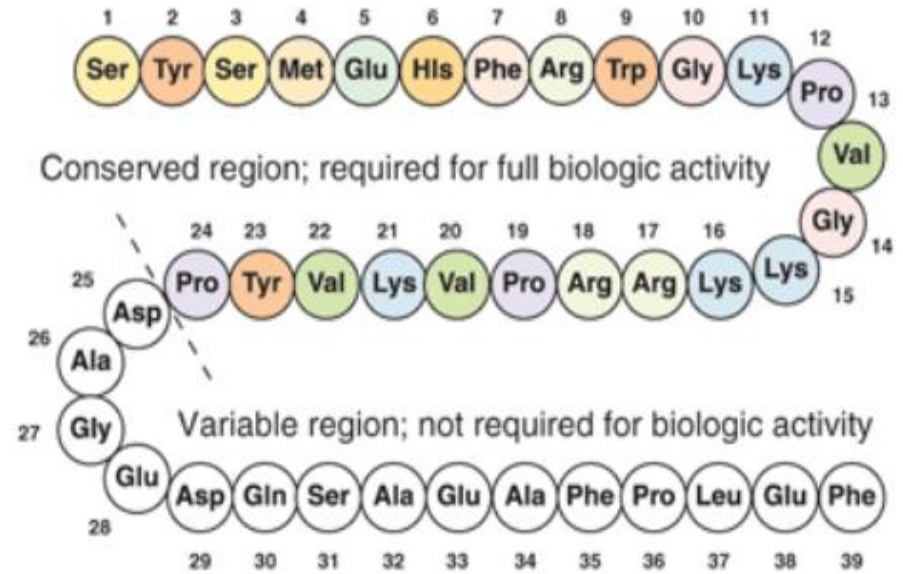 1 2 3 4 5 6 7 8 9 10 11
12
Ser Tyr Ser Met Glu HIs Phe Arg Trp Gly Lys
Pro
13
Val
Conserved region; required for full biologic activity
Gly
14
24 23 22 21 20 19 18 17 16
Pro Tyr Val Lys Val Pro Arg Arg Lys Lys
15
25
Asp
26
Ala
27
Gly
Variable region; not required for biologic activity
Glu
28
Asp Gln Ser Ala Glu Ala Phe Pro Leu Glu Phe
29 30 31 32 33 34 35 36 37 38 39